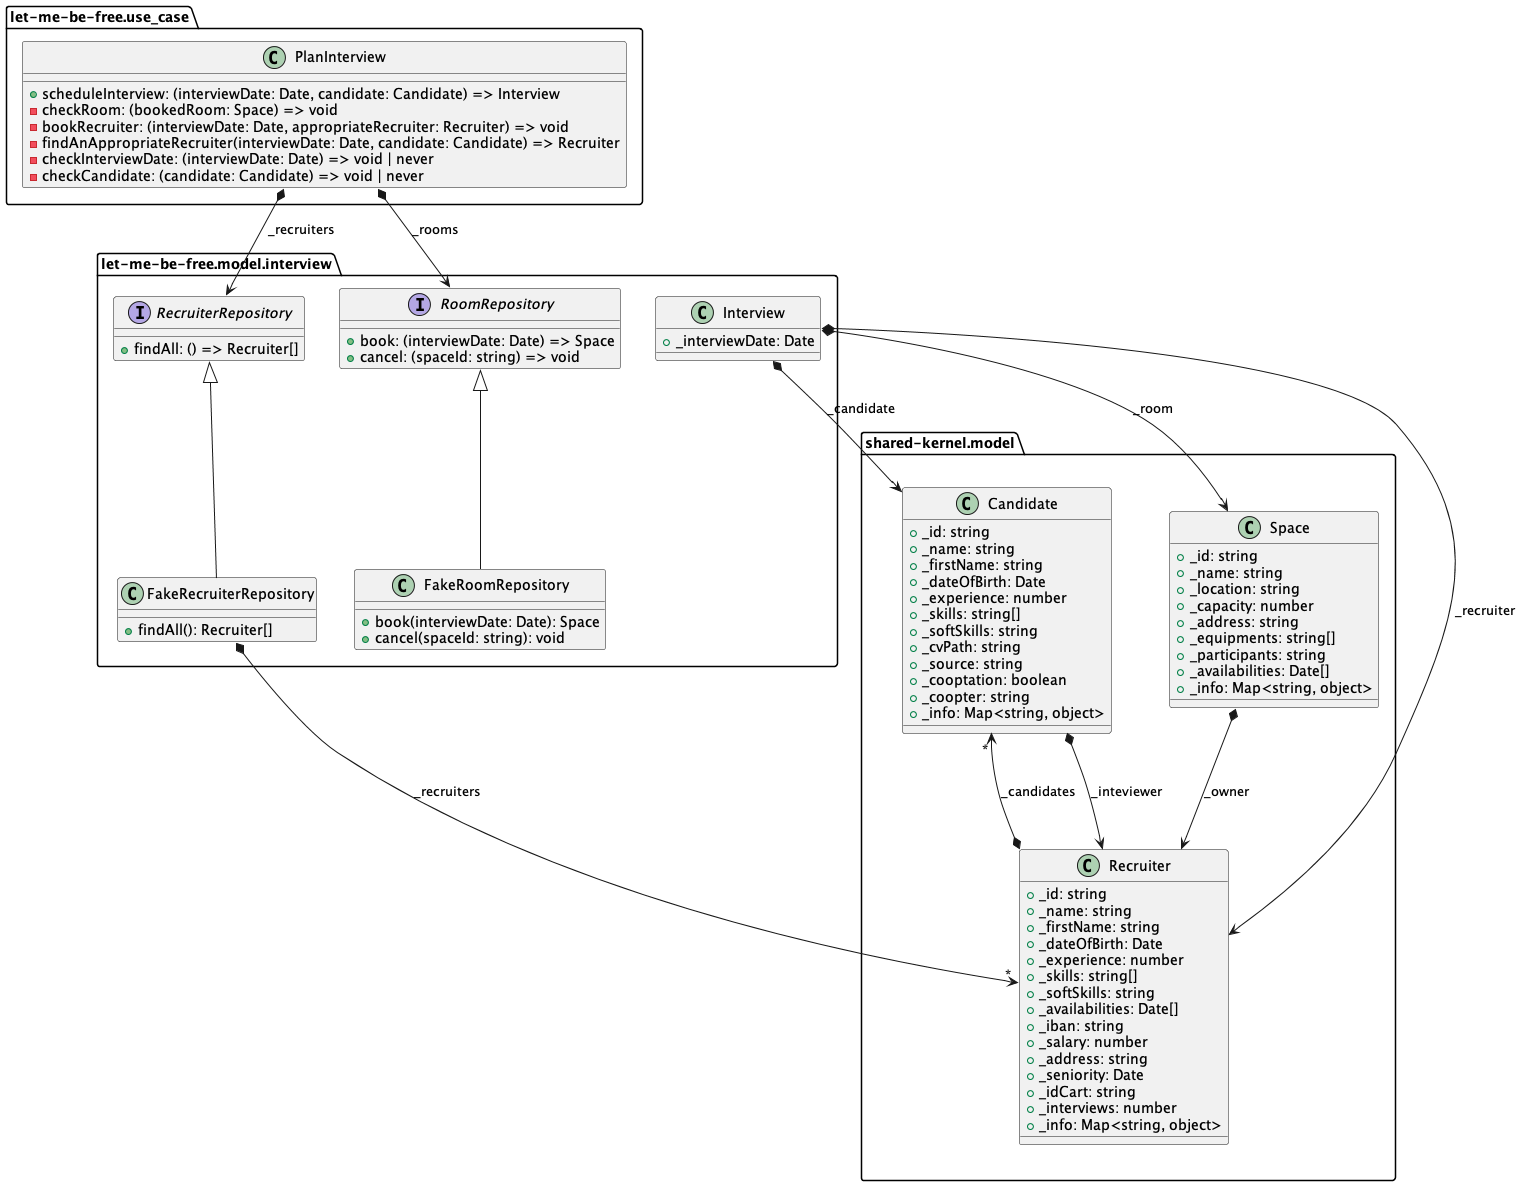 let-me-be-free.use_case
C PlanInterview
scheduleInterview: (interviewDate: Date, candidate: Candidate) => Interview
checkRoom: (bookedRoom: Space) => void
bookRecruiter: (interviewDate: Date, appropriateRecruiter: Recruiter) => void
findAnAppropriateRecruiter(interviewDate: Date, candidate: Candidate) => Recruiter
checkInterviewDate: (interviewDate: Date) => void | never
checkCandidate: (candidate: Candidate) => void | never
_recruiters
_rooms
let-me-be-free.model.interview
I RecruiterRepository
findAll: () => Recruiter[]
I RoomRepository
book: (interviewDate: Date) => Space
cancel: (spaceId: string) => void
C Interview
_interviewDate: Date
_candidate
_room
_recruiter
C FakeRecruiterRepository
findAll(): Recruiter[]
C FakeRoomRepository
book(interviewDate: Date): Space
cancel(spaceId: string): void
_recruiters
*
shared-kernel.model
C Candidate
_id: string
_name: string
_firstName: string
_dateOfBirth: Date
_experience: number
_skills: string[]
_softSkills: string
_cvPath: string
_source: string
_cooptation: boolean
_coopter: string
_info: Map<string, object>
C Space
_id: string
_name: string
_location: string
_capacity: number
_address: string
_equipments: string[]
_participants: string
_availabilities: Date[]
_info: Map<string, object>
*
_candidates
_inteviewer
_owner
C Recruiter
_id: string
_name: string
_firstName: string
_dateOfBirth: Date
_experience: number
_skills: string[]
_softSkills: string
_availabilities: Date[]
_iban: string
_salary: number
_address: string
_seniority: Date
_idCart: string
_interviews: number
_info: Map<string, object>